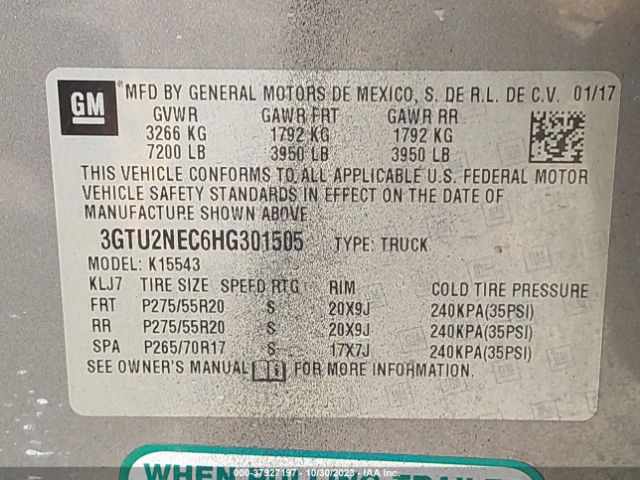 GM
® MFD BY GENERAL MOTORS DE MEXICO, S. DE R.L. DE C.V. 01/17
GVWR GAWR FRT GAWR RR
3266 KG 1792 KG 1792 KG
7200 LB 3950 LB 3950 LB
THIS VEHICLE CONFORMS TO ALL APPLICABLE U.S. FEDERAL MOTOR
VEHICLE SAFETY STANDARDS IN EFFECT ON THE DATE OF
MANUFACTURE SHOWN ABOVE
3GTU2NEC6HG301505 TYPE: TRUCK
MODEL: K15543
KLJ7 TIRE SIZE SPEED RTG RIM COLD TIRE PRESSURE
FRT P275/55R20 S 20X9J 240KPA(35PSI)
RR P275/55R20 S 20X9J 240KPA(35PSI)
SPA P265/70R17 S 17X7J 240KPA(35PSI)
SEE OWNER'S MANUAL FOR MORE INFORMATION
WHEN
000-37927197 - 10/30/2023 - IAA Inc.